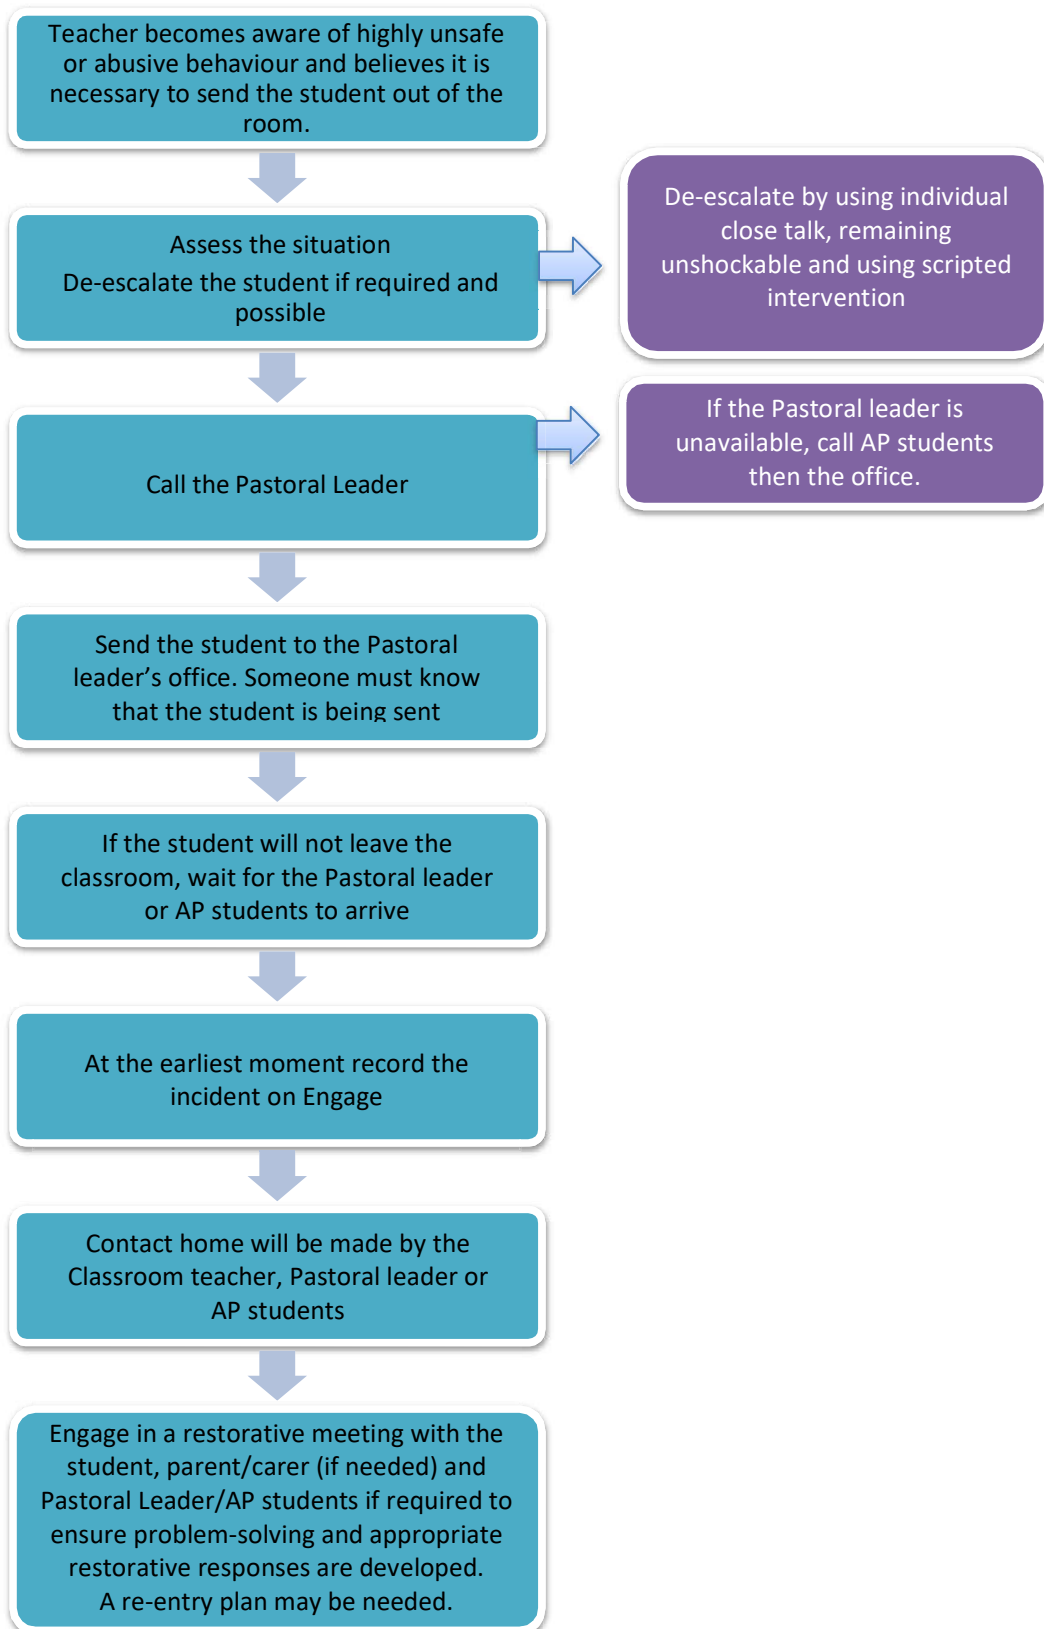 Teacher becomes aware of highly unsafe
or abusive behaviour and believes it is
necessary to send the student out of the
room.
Assess the situation
De-escalate the student if required and
possible
De-escalate by using individual
close talk, remaining
unshockable and using scripted
intervention
Call the Pastoral Leader
If the Pastoral leader is
unavailable, call AP students
then the office.
Send the student to the Pastoral
leader’s office. Someone must know
that the student is being sent
If the student will not leave the
classroom, wait for the Pastoral leader
or AP students to arrive
At the earliest moment record the
incident on Engage
Contact home will be made by the
Classroom teacher, Pastoral leader or
AP students
Engage in a restorative meeting with the
student, parent/carer (if needed) and
Pastoral Leader/AP students if required to
ensure problem-solving and appropriate
restorative responses are developed.
A re-entry plan may be needed.